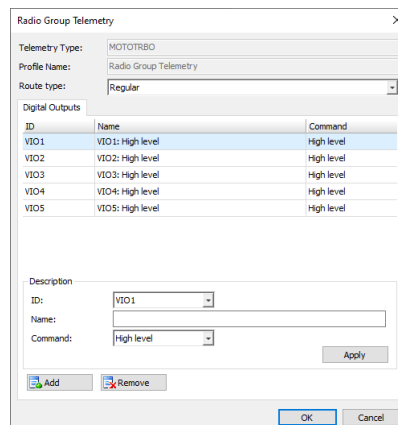 Radio Group Telemetry
Telemetry Type: MOTOTRBO
Profile Name: Radio Group Telemetry
Route type: Regular
Digital Outputs
ID Name Command
VIO1 VIO1: High level High level
VIO2 VIO2: High level High level
VIO3 VIO3: High level High level
VIO4 VIO4: High level High level
VIO5 VIO5: High level High level
Description
ID: VIO1
Name:
Command: High level
Apply
Add Remove
OK Cancel